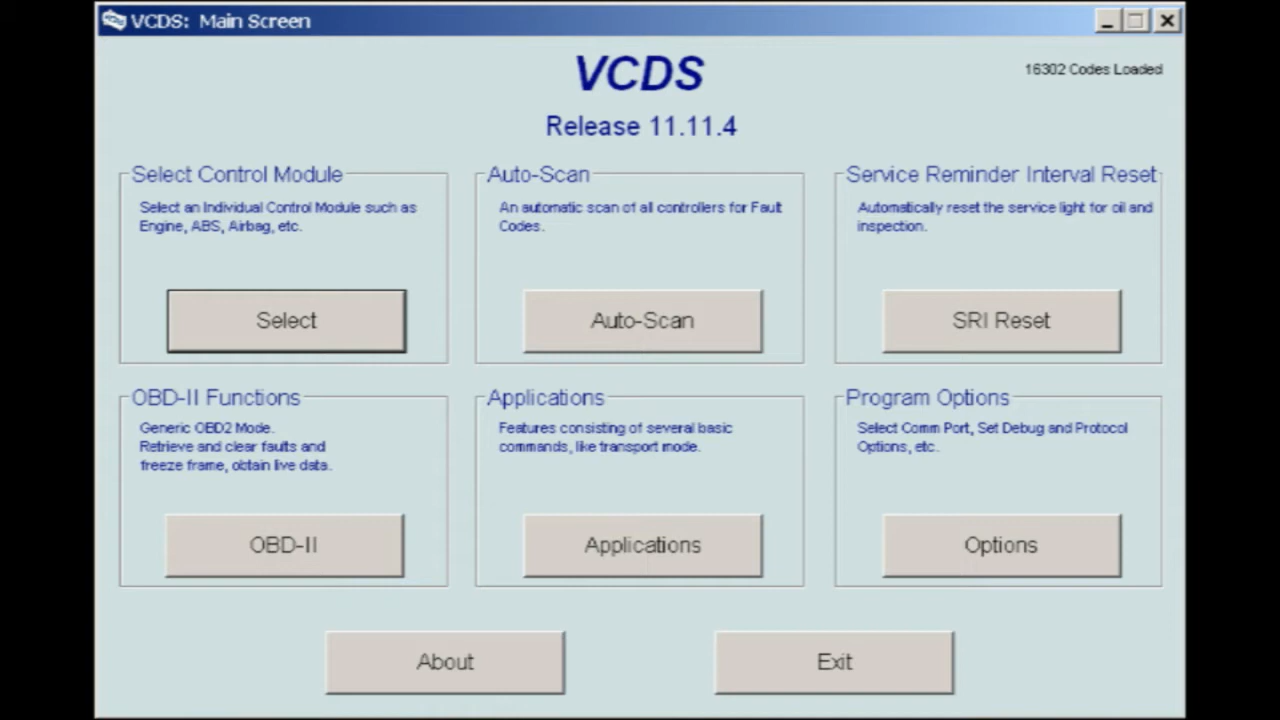 VCDS: Main Screen
VCDS
16302 Codes Loaded
Release 11.11.4
Select Control Module
Select an Individual Control Module such as
Engine, ABS, Airbag, etc.
Select
Auto-Scan
An automatic scan of all controllers for Fault
Codes.
Auto-Scan
Service Reminder Interval Reset
Automatically reset the service light for oil and
inspection.
SRI Reset
OBD-II Functions
Generic OBD2 Mode.
Retrieve and clear faults and
freeze frame, obtain live data.
OBD-II
Applications
Features consisting of several basic
commands, like transport mode.
Applications
Program Options
Select Comm Port, Set Debug and Protocol
Options, etc.
Options
About
Exit